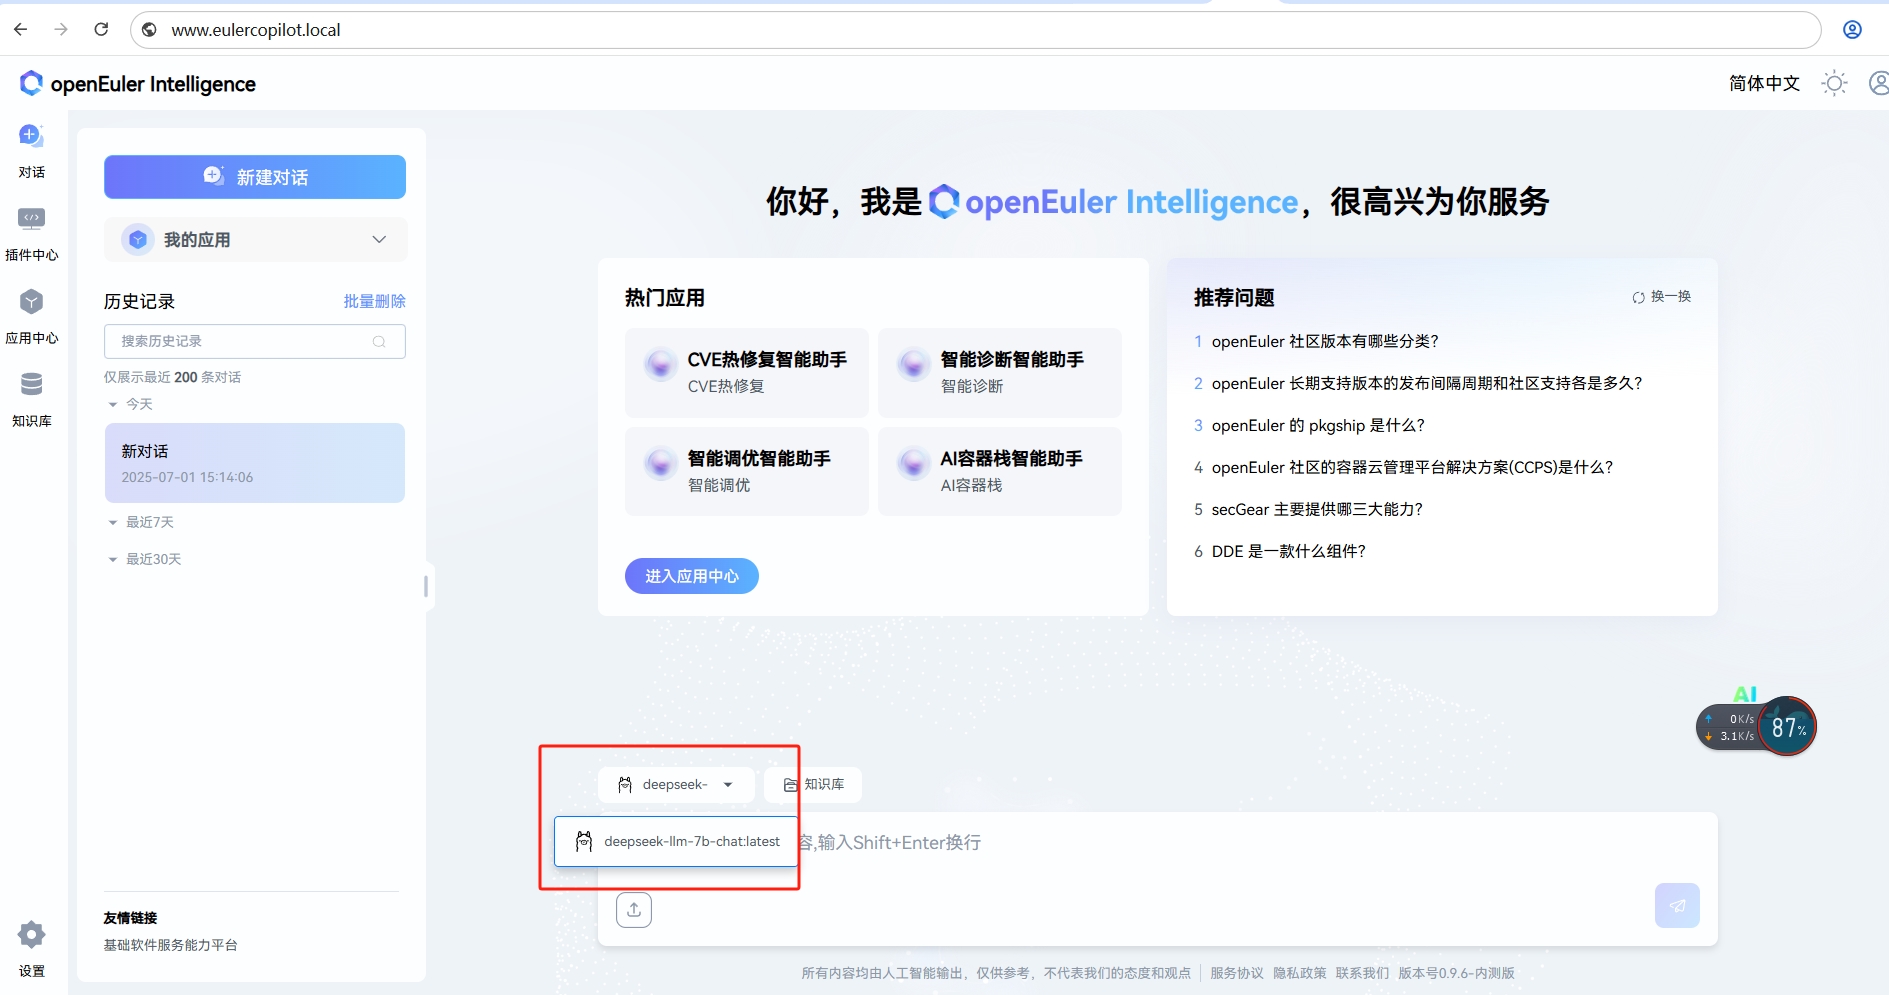 www.eulercopilot.local
openEuler Intelligence
简体中文
对话
插件中心
应用中心
知识库
设置
新建对话
我的应用
历史记录
批量删除
搜索历史记录
仅展示最近 200 条对话
今天
新对话
2025-07-01 15:14:06
最近7天
最近30天
友情链接
基础软件服务能力平台
你好，我是 openEuler Intelligence，很高兴为你服务
热门应用
CVE热修复智能助手
CVE热修复
智能诊断智能助手
智能诊断
智能调优智能助手
智能调优
AI容器栈智能助手
AI容器栈
进入应用中心
推荐问题
换一换
1 openEuler 社区版本有哪些分类？
2 openEuler 长期支持版本的发布间隔周期和社区支持各是多久？
3 openEuler 的 pkgship 是什么？
4 openEuler 社区的容器云管理平台解决方案(CCPS)是什么？
5 secGear 主要提供哪三大能力？
6 DDE 是一款什么组件？
AI
0K/s
3.1K/s
87%
deepseek-
知识库
deepseek-llm-7b-chat:latest
容,输入Shift+Enter换行
所有内容均由人工智能输出，仅供参考，不代表我们的态度和观点
服务协议 隐私政策 联系我们 版本号0.9.6-内测版